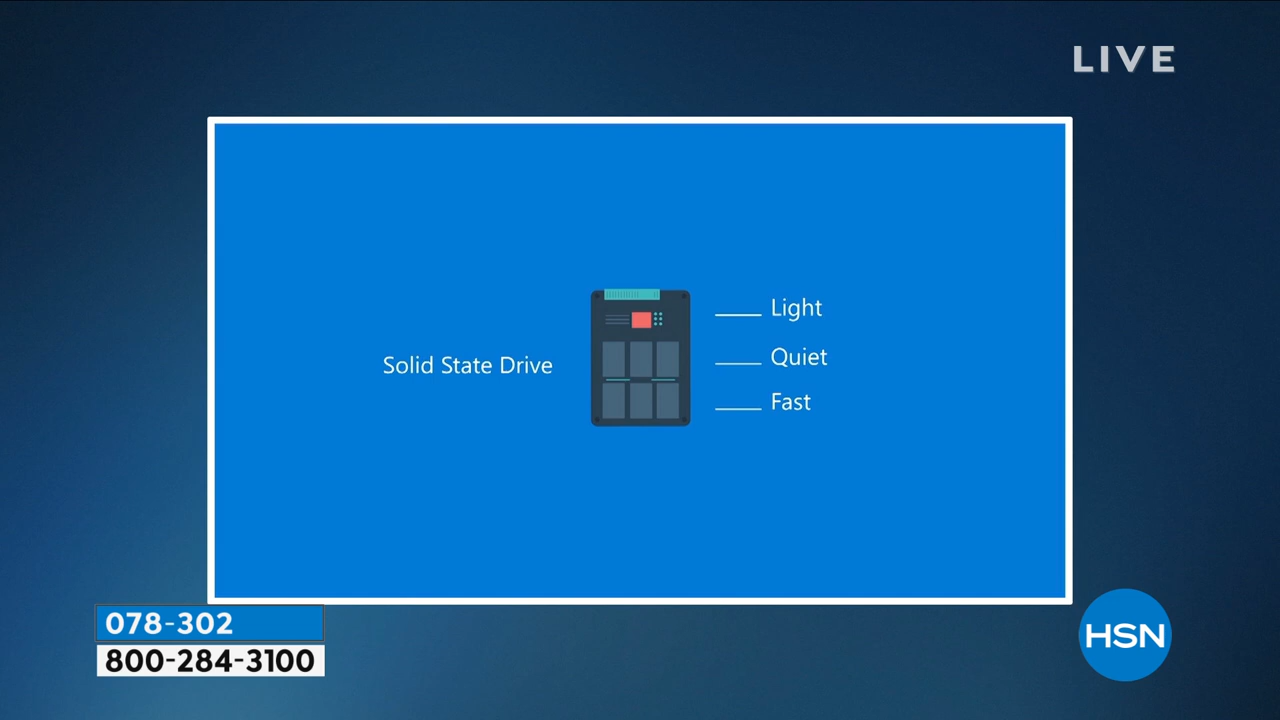 LIVE
Light
Quiet
Solid State Drive
Fast
078-302
800-284-3100
HSN